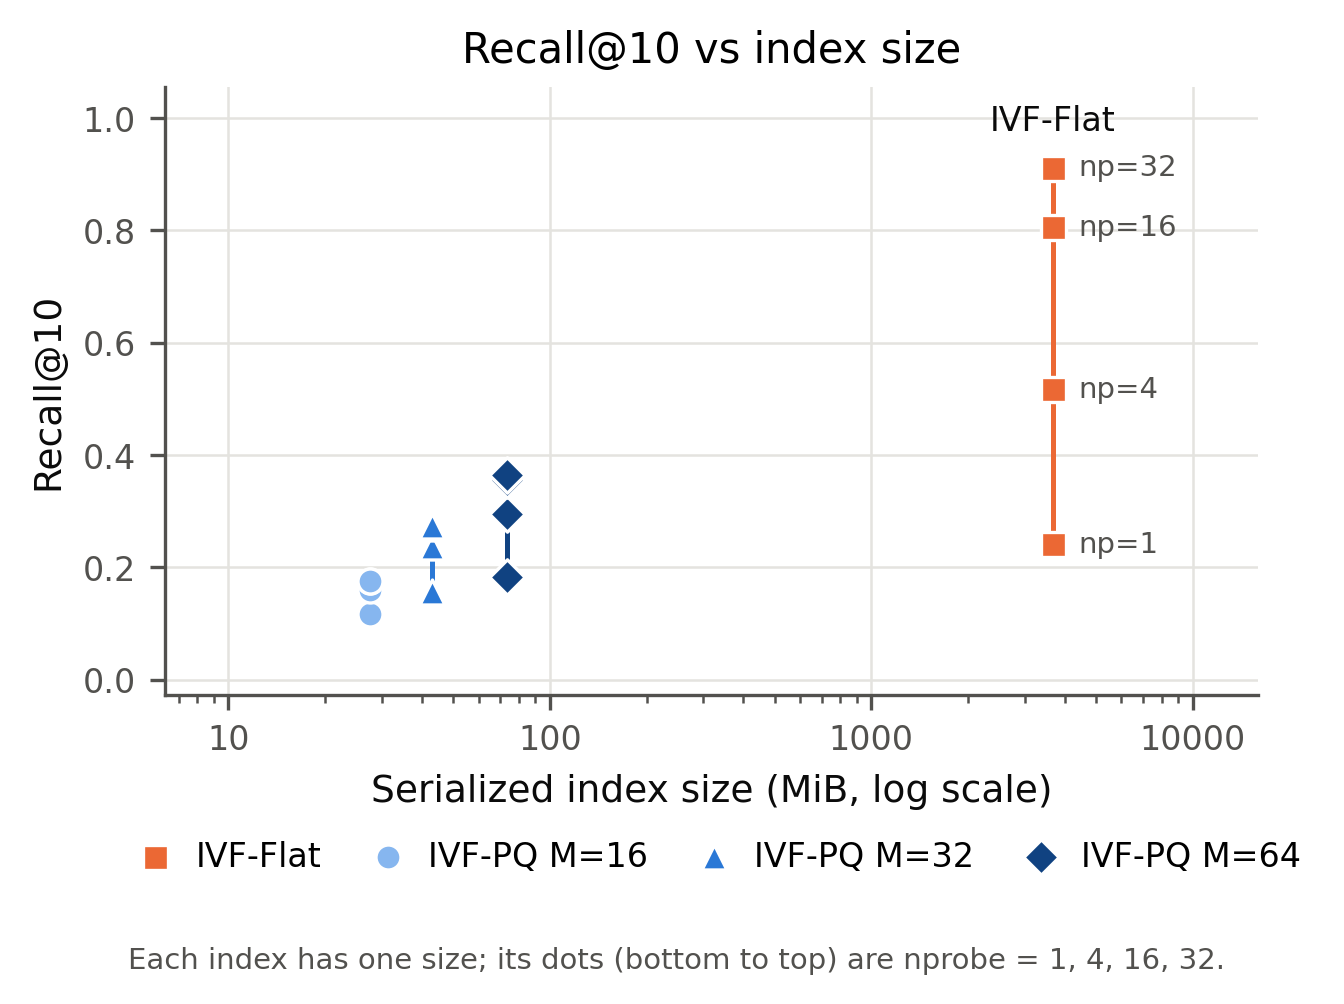 Recall@10 vs index size
1.0
0.8
0.6
0.4
0.2
0.0
Recall@10
IVF-Flat
np=32
np=16
np=4
np=1
10 100 1000 10000
Serialized index size (MiB, log scale)
IVF-Flat IVF-PQ M=16 IVF-PQ M=32 IVF-PQ M=64
Each index has one size; its dots (bottom to top) are nprobe = 1, 4, 16, 32.